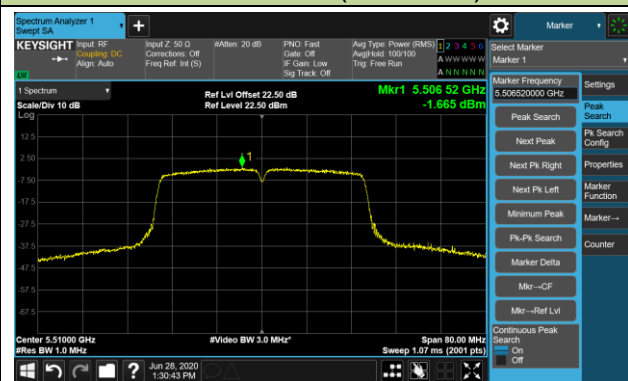 Spectrum Analyzer 1
Swept SA
Marker
KEYSIGHT
Input: RF
Coupling: DC
Align: Auto
Input Z: 50 Ω
Corrections: Off
Freq Ref: Int (S)
#Atten: 20 dB
PNO: Fast
Gate: Off
IF Gain: Low
Sig Track: Off
Avg Type: Power (RMS)
Avg|Hold: 100/100
Trig: Free Run
1 2 3 4 5 6
A W W W W W
A N N N N N
Select Marker
Marker 1
1 Spectrum
Scale/Div 10 dB
Log
Ref Lvl Offset 22.50 dB
Ref Level 22.50 dBm
Mkr1 5.506 52 GHz
-1.665 dBm
12.5
2.50
-7.50
-17.5
-27.5
-37.5
-47.5
-57.5
-67.5
1
Center 5.51000 GHz
#Res BW 1.0 MHz
#Video BW 3.0 MHz*
Span 80.00 MHz
Sweep 1.07 ms (2001 pts)
Marker Frequency
5.506520000 GHz
Peak Search
Next Peak
Next Pk Right
Next Pk Left
Minimum Peak
Pk-Pk Search
Marker Delta
Mkr→CF
Mkr→Ref Lvl
Continuous Peak
Search
On
Off
Settings
Peak
Search
Pk Search
Config
Properties
Marker
Function
Marker→
Counter
Jun 28, 2020
1:30:43 PM